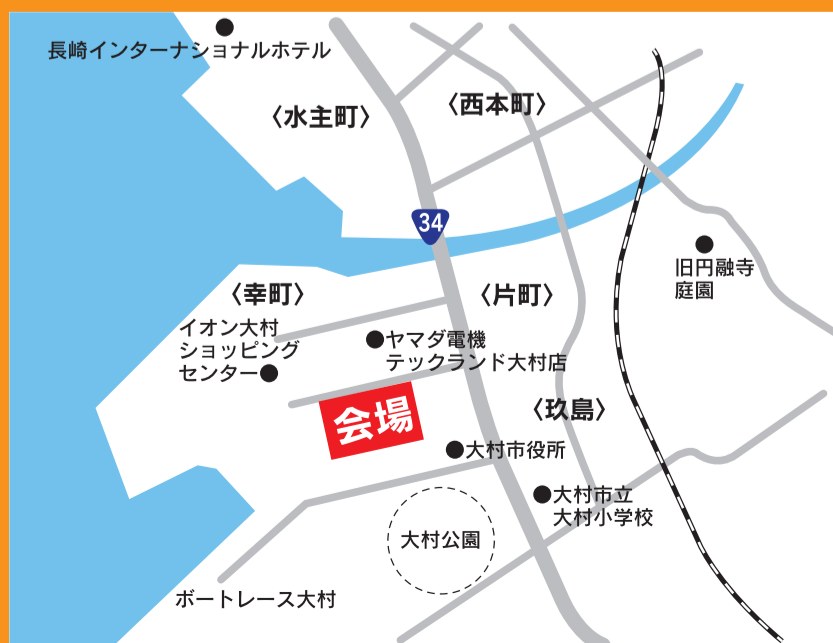 長崎インターナショナルホテル
〈水主町〉
〈西本町〉
34
旧円融寺
庭園
〈幸町〉
〈片町〉
イオン大村
ショッピング
センター
ヤマダ電機
テックランド大村店
会場
〈玖島〉
大村市役所
大村市立
大村小学校
大村公園
ボートレース大村